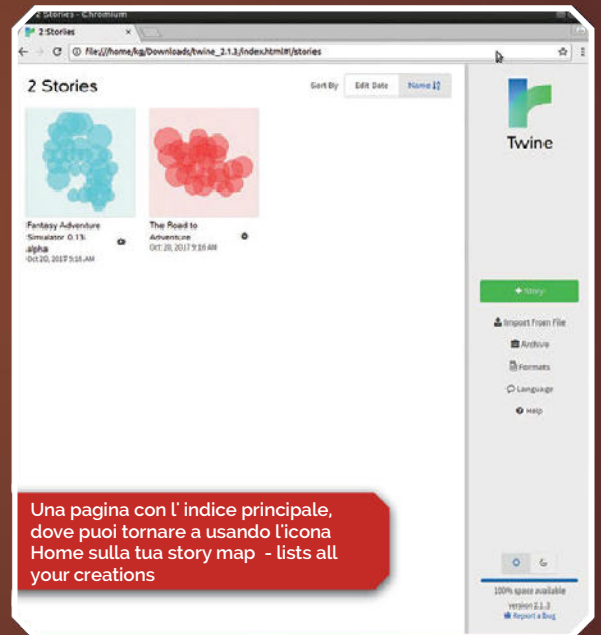 2 Stories - Chromium
2 Stories
file:///home/kg/Downloads/twine_2.1.3/index.html#!/stories
2 Stories
Sort By Edit Date Name
Fantasy Adventure
Simulator 0.1%
alpha
Oct 20, 2017 9:16 AM
The Road to
Adventure
Oct 20, 2017 9:16 AM
Twine
+ Story
Import From File
Archive
Formats
Language
Help
100% space available
version 2.1.3
Report a Bug
Una pagina con l' indice principale,
dove puoi tornare a usando l'icona
Home sulla tua story map - lists all
your creations